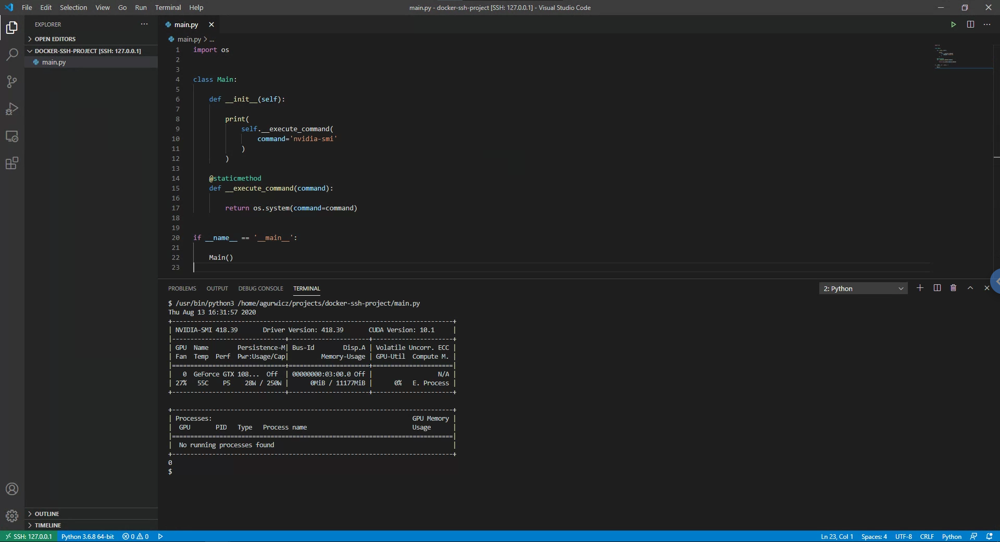 File Edit Selection View Go Run Terminal Help
main.py - docker-ssh-project [SSH: 127.0.0.1] - Visual Studio Code
EXPLORER ···
OPEN EDITORS
DOCKER-SSH-PROJECT [SSH: 127.0.0.1]
main.py
OUTLINE
TIMELINE
main.py
main.py > ...
1 import os
2
3
4 class Main:
5
6     def __init__(self):
7
8         print(
9             self.__execute_command(
10                 command='nvidia-smi'
11             )
12         )
13
14     @staticmethod
15     def __execute_command(command):
16
17         return os.system(command=command)
18
19
20 if __name__ == '__main__':
21
22     Main()
23
PROBLEMS OUTPUT DEBUG CONSOLE TERMINAL
2: Python
$ /usr/bin/python3 /home/agurwicz/projects/docker-ssh-project/main.py
Thu Aug 13 16:31:57 2020
+-----------------------------------------------------------------------------+
| NVIDIA-SMI 418.39       Driver Version: 418.39       CUDA Version: 10.1     |
|-------------------------------+----------------------+----------------------+
| GPU  Name        Persistence-M| Bus-Id        Disp.A | Volatile Uncorr. ECC |
| Fan  Temp  Perf  Pwr:Usage/Cap|         Memory-Usage | GPU-Util  Compute M. |
|===============================+======================+======================|
|   0  GeForce GTX 108...  Off  | 00000000:03:00.0 Off |                  N/A |
| 27%   55C    P5    28W / 250W |      0MiB / 11177MiB |      0%   E. Process |
+-------------------------------+----------------------+----------------------+
+-----------------------------------------------------------------------------+
| Processes:                                                       GPU Memory |
|  GPU       PID   Type   Process name                             Usage      |
|=============================================================================|
|  No running processes found                                                 |
+-----------------------------------------------------------------------------+
0
$
SSH: 127.0.0.1 Python 3.6.8 64-bit 0 0
Ln 23, Col 1 Spaces: 4 UTF-8 CRLF Python